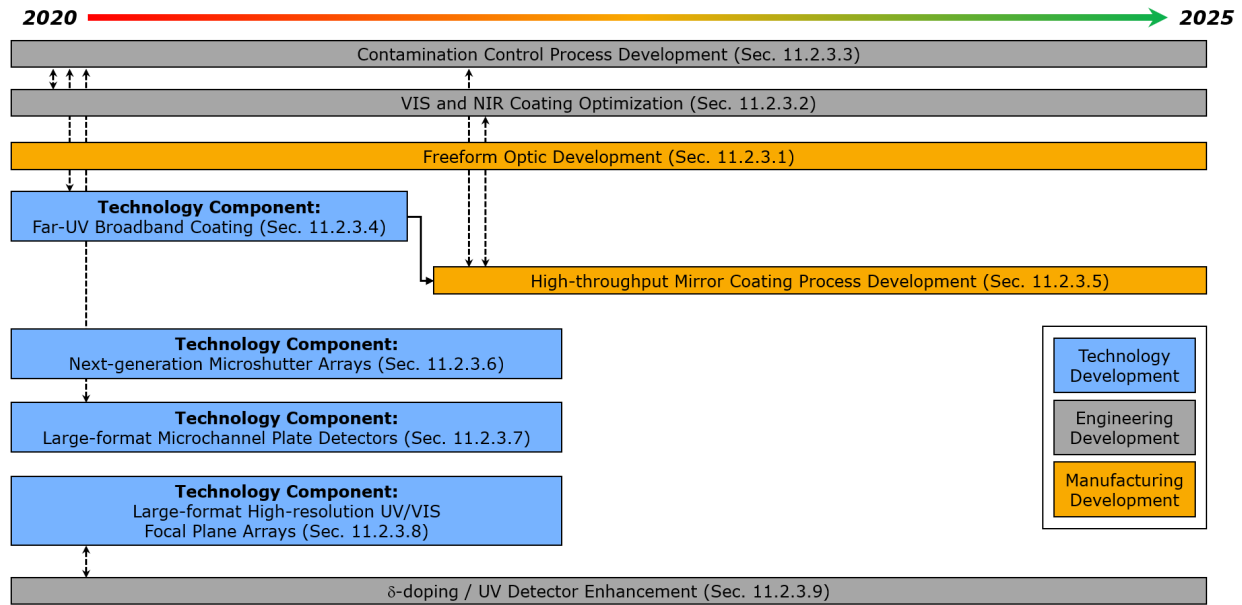 2020
2025
Contamination Control Process Development (Sec. 11.2.3.3)
VIS and NIR Coating Optimization (Sec. 11.2.3.2)
Freeform Optic Development (Sec. 11.2.3.1)
Technology Component:
Far-UV Broadband Coating (Sec. 11.2.3.4)
High-throughput Mirror Coating Process Development (Sec. 11.2.3.5)
Technology Component:
Next-generation Microshutter Arrays (Sec. 11.2.3.6)
Technology Component:
Large-format Microchannel Plate Detectors (Sec. 11.2.3.7)
Technology Component:
Large-format High-resolution UV/VIS
Focal Plane Arrays (Sec. 11.2.3.8)
δ-doping / UV Detector Enhancement (Sec. 11.2.3.9)
Technology
Development
Engineering
Development
Manufacturing
Development